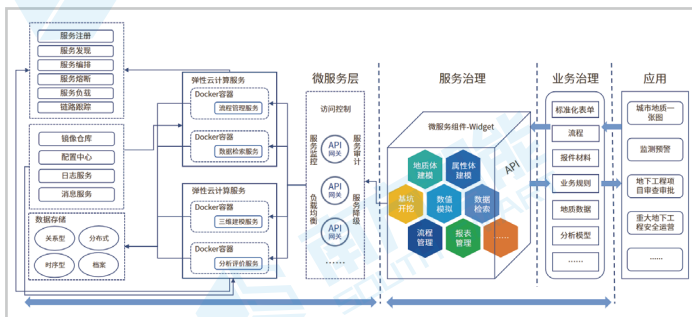 服务注册
服务发现
服务编排
服务熔断
服务负载
链路跟踪
镜像仓库
配置中心
日志服务
消息服务
数据存储
关系型
分布式
时序型
档案
弹性云计算服务
Docker容器
流程管理服务
Docker容器
数据检索服务
弹性云计算服务
Docker容器
三维建模服务
Docker容器
分析评价服务
微服务层
访问控制
服务监控
服务审计
API
网关
API
网关
负载均衡
服务降级
API
网关
......
服务治理
微服务组件-Widget
API
地质体
建模
属性体
建模
基坑
开挖
数值
模拟
数据
检索
流程
管理
报表
管理
......
业务治理
标准化表单
流程
报件材料
业务规则
地质数据
分析模型
......
应用
城市地质一
张图
监测预警
地下工程项
目审查审批
重大地下工
程安全运营
......